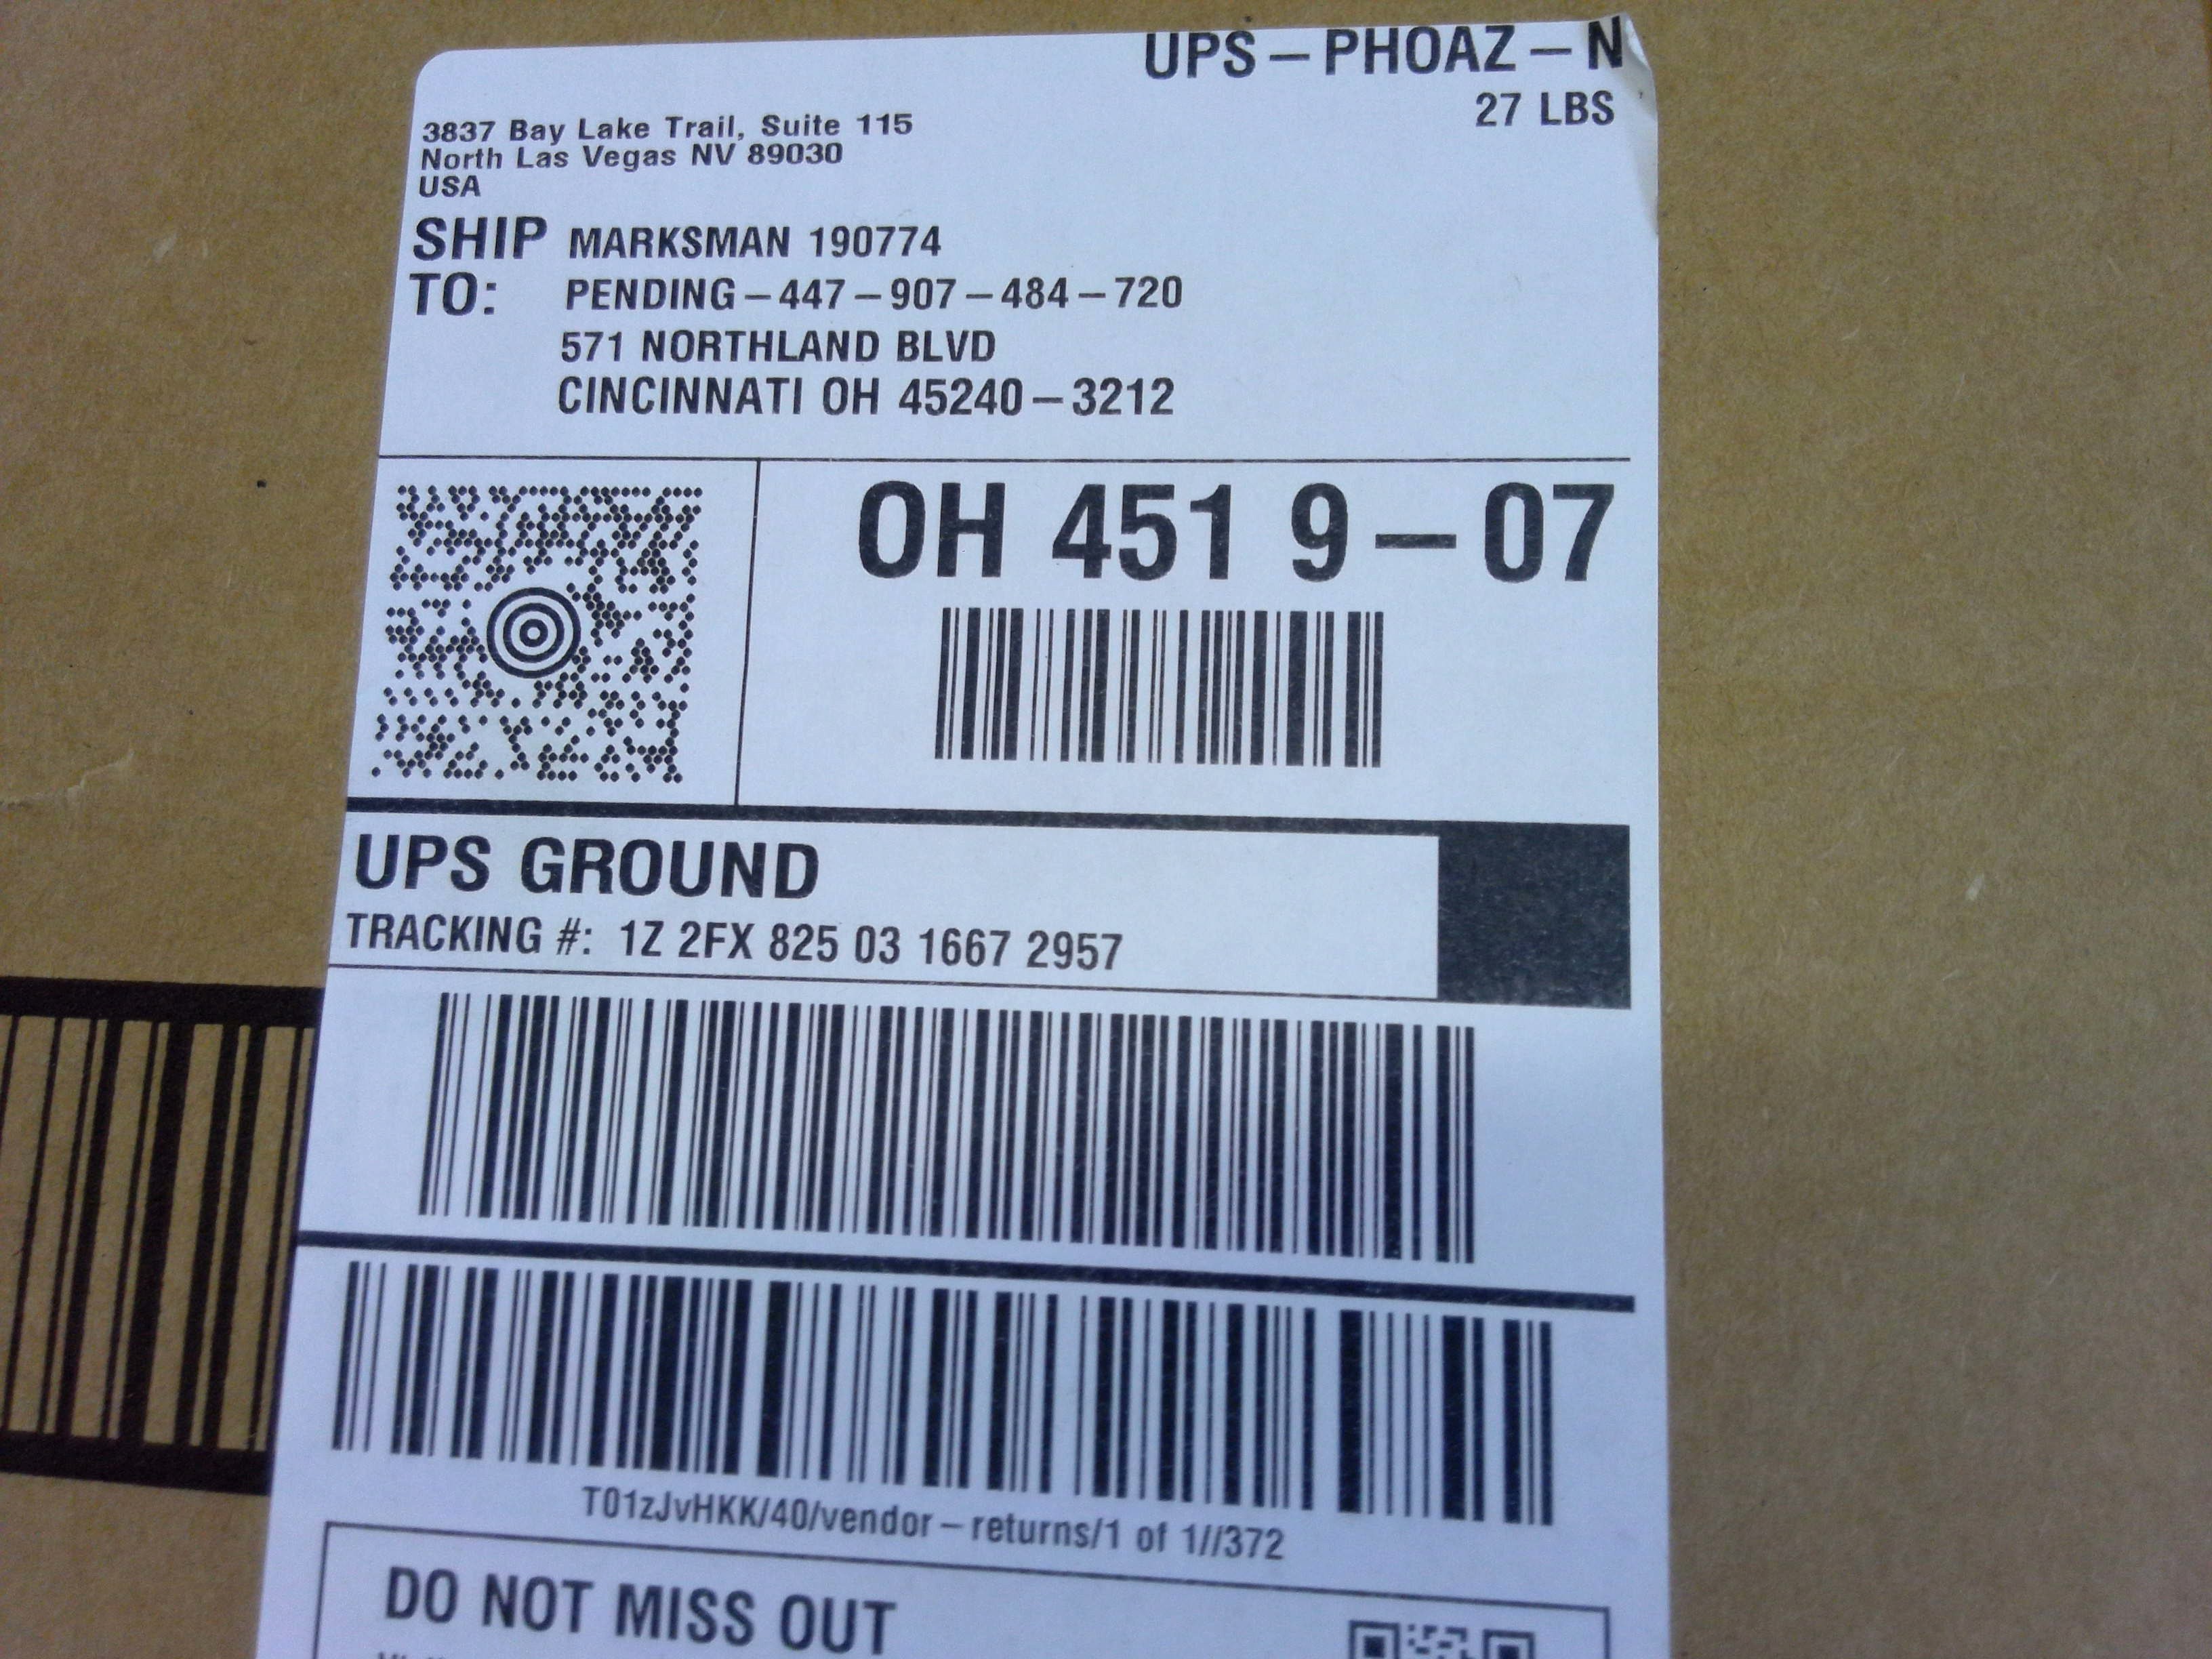 UPS – PHOAZ – N
27 LBS
3837 Bay Lake Trail, Suite 115
North Las Vegas NV 89030
USA
SHIP TO:
MARKSMAN 190774
PENDING – 447 – 907 – 484 – 720
571 NORTHLAND BLVD
CINCINNATI OH 45240 – 3212
OH 451 9 – 07
UPS GROUND
TRACKING #: 1Z 2FX 825 03 1667 2957
T01zJvHKK/40/vendor – returns/1 of 1//372
DO NOT MISS OUT